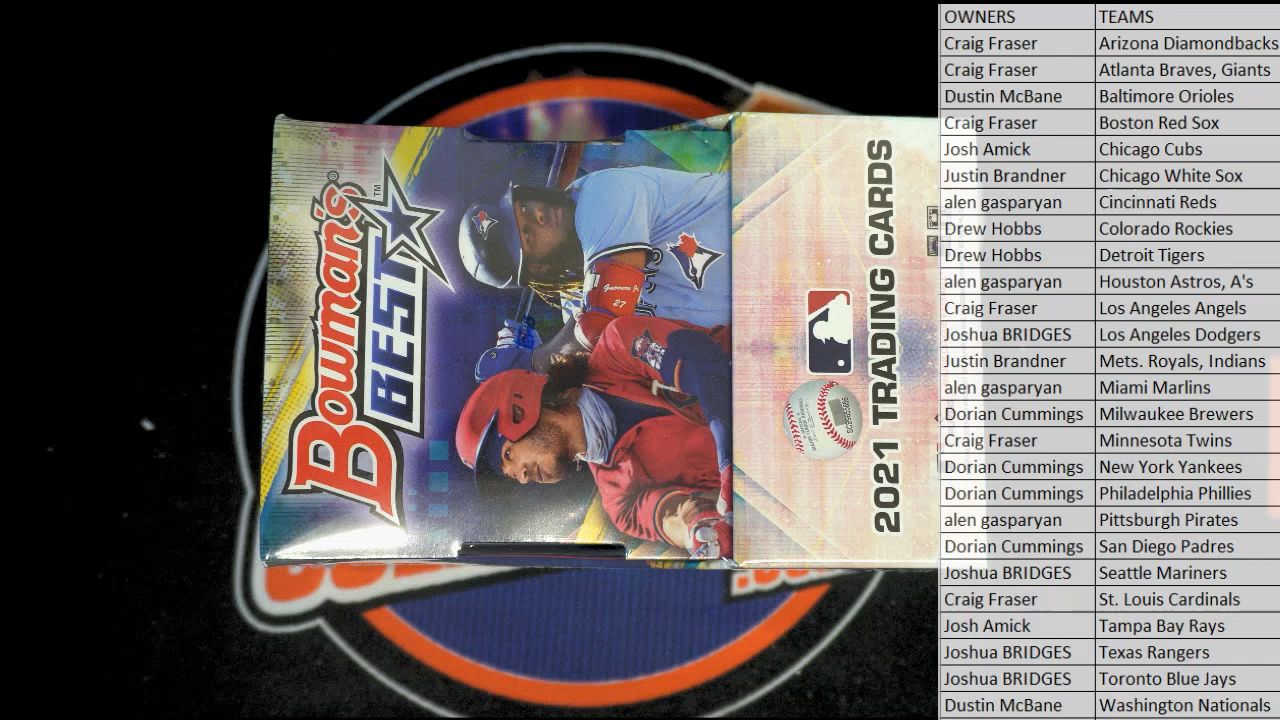 Bowman's ® BEST ™
Guerrero Jr.
27
2021 TRADING CARDS
OWNERS TEAMS
Craig Fraser Arizona Diamondbacks
Craig Fraser Atlanta Braves, Giants
Dustin McBane Baltimore Orioles
Craig Fraser Boston Red Sox
Josh Amick Chicago Cubs
Justin Brandner Chicago White Sox
alen gasparyan Cincinnati Reds
Drew Hobbs Colorado Rockies
Drew Hobbs Detroit Tigers
alen gasparyan Houston Astros, A's
Craig Fraser Los Angeles Angels
Joshua BRIDGES Los Angeles Dodgers
Justin Brandner Mets. Royals, Indians
alen gasparyan Miami Marlins
Dorian Cummings Milwaukee Brewers
Craig Fraser Minnesota Twins
Dorian Cummings New York Yankees
Dorian Cummings Philadelphia Phillies
alen gasparyan Pittsburgh Pirates
Dorian Cummings San Diego Padres
Joshua BRIDGES Seattle Mariners
Craig Fraser St. Louis Cardinals
Josh Amick Tampa Bay Rays
Joshua BRIDGES Texas Rangers
Joshua BRIDGES Toronto Blue Jays
Dustin McBane Washington Nationals